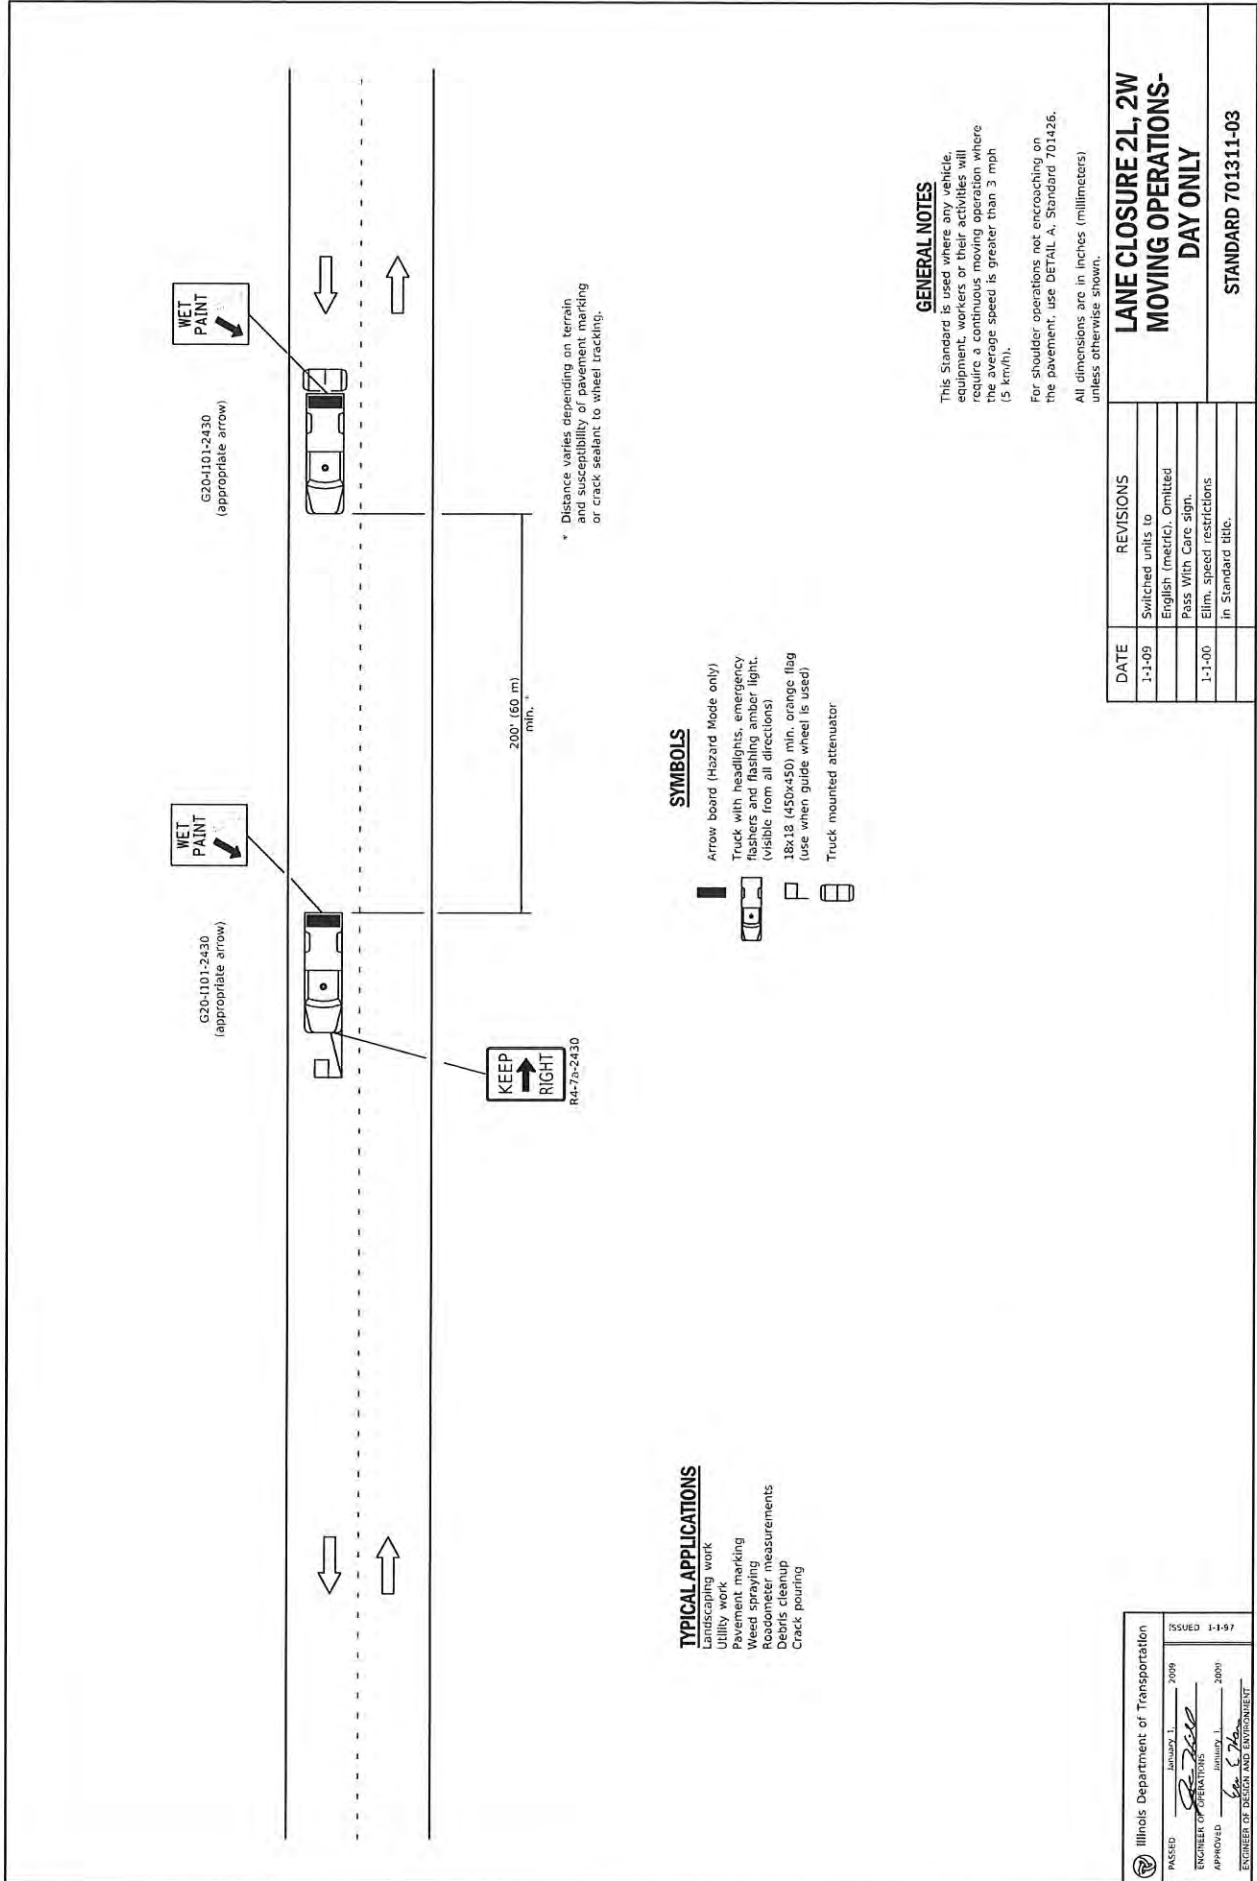 WET
PAINT
G20-I101-2430
(appropriate arrow)
WET
PAINT
G20-I101-2430
(appropriate arrow)
KEEP
RIGHT
R4-7a-2430
200' (60 m)
min. *
* Distance varies depending on terrain
and susceptibility of pavement marking
or crack sealant to wheel tracking.
TYPICAL APPLICATIONS
Landscaping work
Utility work
Pavement marking
Weed spraying
Roadometer measurements
Debris cleanup
Crack pouring
SYMBOLS
Arrow board (Hazard Mode only)
Truck with headlights, emergency
flashers and flashing amber light.
(visible from all directions)
18x18 (450x450) min. orange flag
(use when guide wheel is used)
Truck mounted attenuator
GENERAL NOTES
This Standard is used where any vehicle,
equipment, workers or their activities will
require a continuous moving operation where
the average speed is greater than 3 mph
(5 km/h).
For shoulder operations not encroaching on
the pavement, use DETAIL A, Standard 701426.
All dimensions are in inches (millimeters)
unless otherwise shown.
Illinois Department of Transportation
PASSED January 1, 2009
ENGINEER OF OPERATIONS
APPROVED January 1, 2009
ENGINEER OF DESIGN AND ENVIRONMENT
ISSUED 1-1-97
DATE REVISIONS
1-1-09 Switched units to
English (metric). Omitted
Pass With Care sign.
1-1-00 Elim. speed restrictions
in Standard title.
LANE CLOSURE 2L, 2W
MOVING OPERATIONS-
DAY ONLY
STANDARD 701311-03